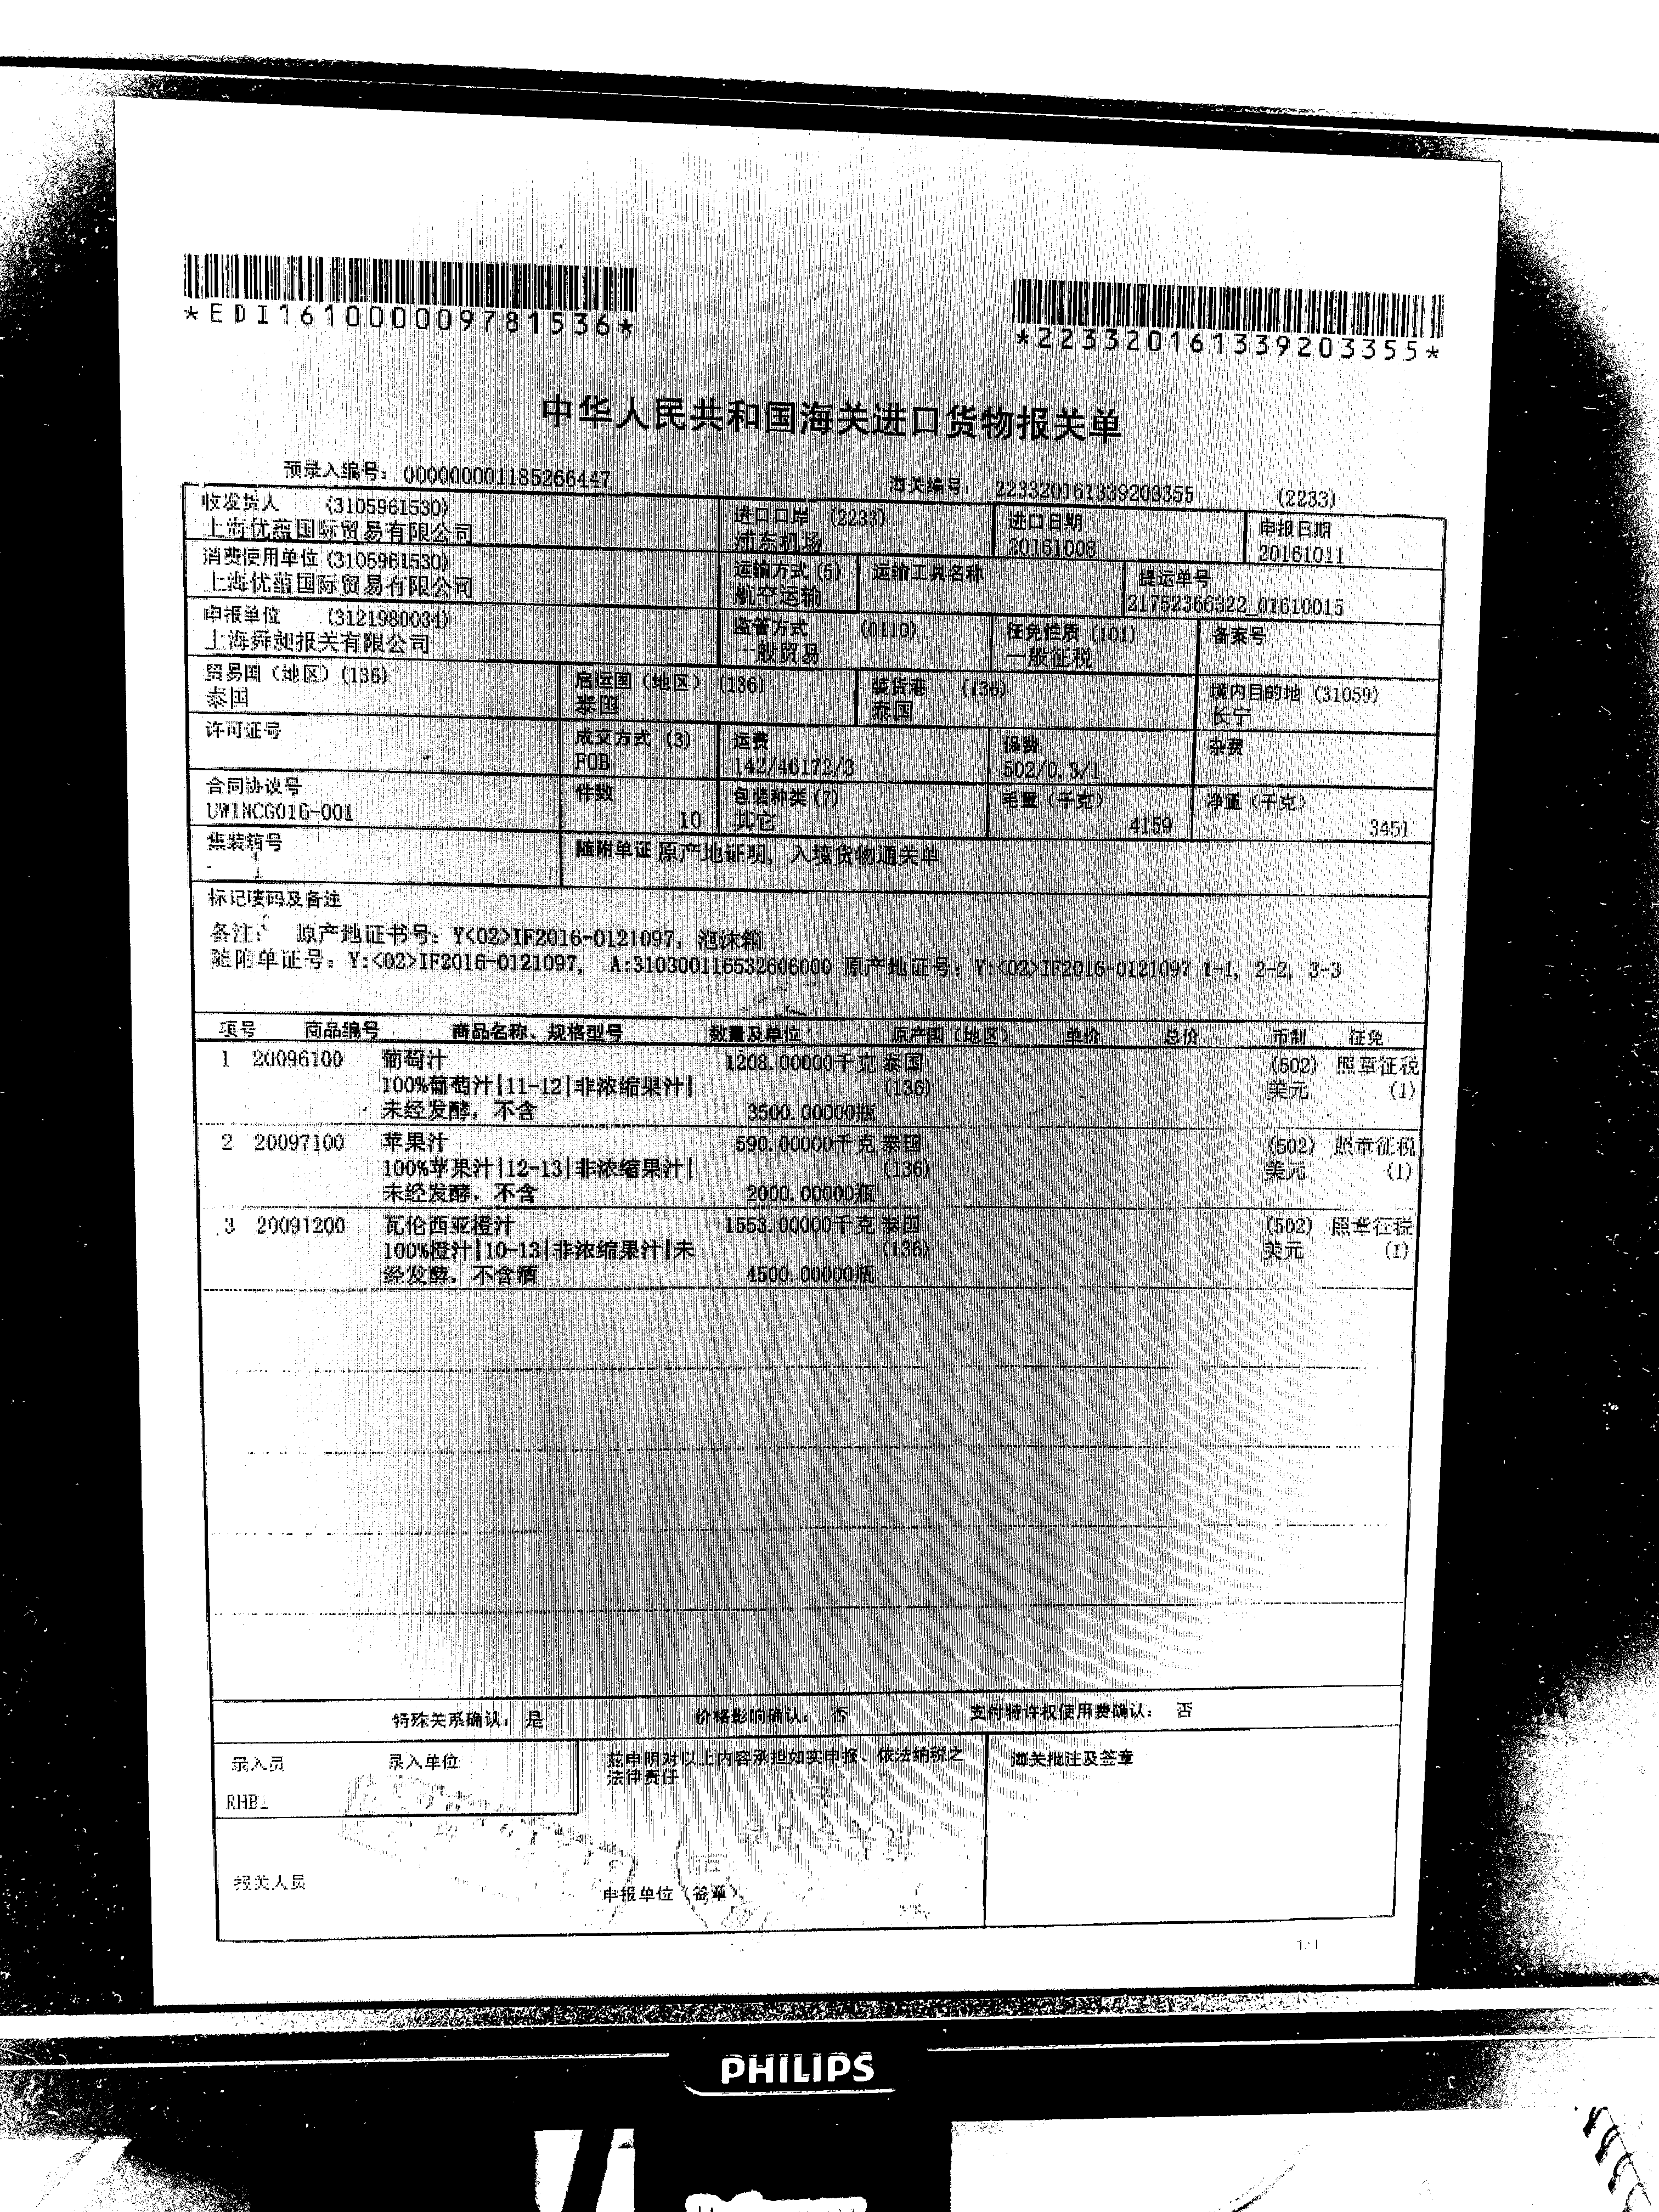 *EDI161000009781536*
*223320161339203355*
中华人民共和国海关进口货物报关单
预录入编号: 000000001185266447 海关编号: 223320161339203355 (2233)
收发货人 (3105961530) 进口口岸 (2233) 进口日期 申报日期
上海优蓝国际贸易有限公司 浦东机场 20161008 20161011
消费使用单位 (3105961530) 运输方式 (5) 运输工具名称 提运单号
上海优蓝国际贸易有限公司 航空运输 21752366322_01610015
申报单位 (3121980034) 监管方式 (0110) 征免性质 (101) 备案号
上海舜昶报关有限公司 一般贸易 一般征税
贸易国(地区) (136) 启运国(地区) (136) 装货港 (136) 境内目的地 (31059)
泰国 泰国 泰国 长宁
许可证号 成交方式 (3) 运费 保费 杂费
FOB 142/46172/3 502/0.3/1
合同协议号 件数 包装种类 (7) 毛重(千克) 净重(千克)
UWINCG016-001 10 其它 4159 3451
集装箱号 随附单证 原产地证明, 入境货物通关单
标记唛码及备注
备注: 原产地证书号: Y<02>IF2016-0121097, 泡沫箱
随附单证号: Y:<02>IF2016-0121097, A:310300116532606000 原产地证号: Y:<02>IF2016-0121097 1-1, 2-2, 3-3
项号 商品编号 商品名称、规格型号 数量及单位 原产国(地区) 单价 总价 币制 征免
1 20096100 葡萄汁 1208.00000千克 泰国 (502) 照章征税
100%葡萄汁|11-12|非浓缩果汁| (136) 美元 (1)
未经发酵, 不含 3500.00000瓶
2 20097100 苹果汁 590.00000千克 泰国 (502) 照章征税
100%苹果汁|12-13|非浓缩果汁| (136) 美元 (1)
未经发酵, 不含 2000.00000瓶
3 20091200 瓦伦西亚橙汁 1553.00000千克 泰国 (502) 照章征税
100%橙汁|10-13|非浓缩果汁|未 (136) 美元 (1)
经发酵, 不含酒 4500.00000瓶
特殊关系确认: 是 价格影响确认: 否 支付特许权使用费确认: 否
录入员 录入单位 兹申明对以上内容承担如实申报、依法纳税之 海关批注及签章
法律责任
报关人员
申报单位(签章)
1/1
PHILIPS